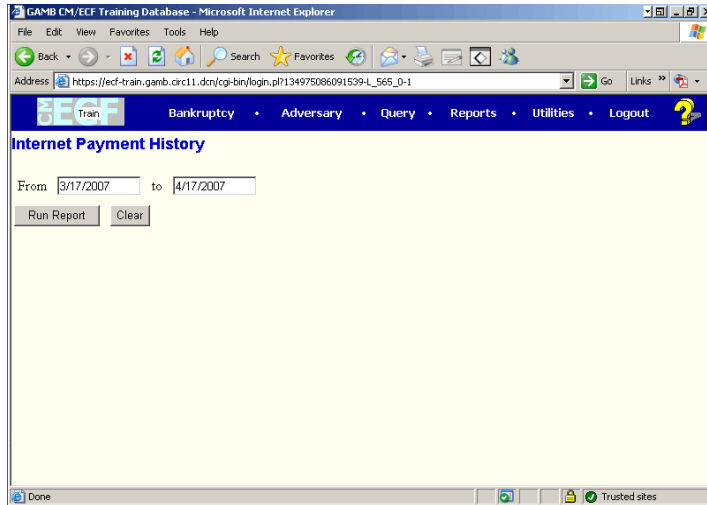 GAMB CM/ECF Training Database - Microsoft Internet Explorer
File Edit View Favorites Tools Help
Back Search Favorites
Address https://ecf-train.gamb.circ11.dcn/cgi-bin/login.pl?134975086091539-L_565_0-1 Go Links »
CM ECF Train Bankruptcy • Adversary • Query • Reports • Utilities • Logout ?
Internet Payment History
From 3/17/2007 to 4/17/2007
Run Report Clear
Done Trusted sites